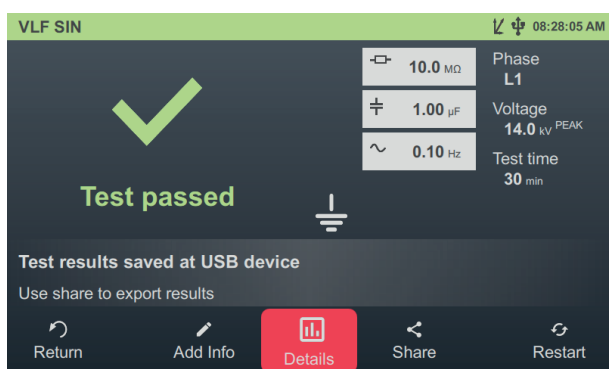 VLF SIN
08:28:05 AM
10.0 MΩ
1.00 µF
0.10 Hz
Phase
L1
Voltage
14.0 kV PEAK
Test time
30 min
Test passed
Test results saved at USB device
Use share to export results
Return
Add Info
Details
Share
Restart